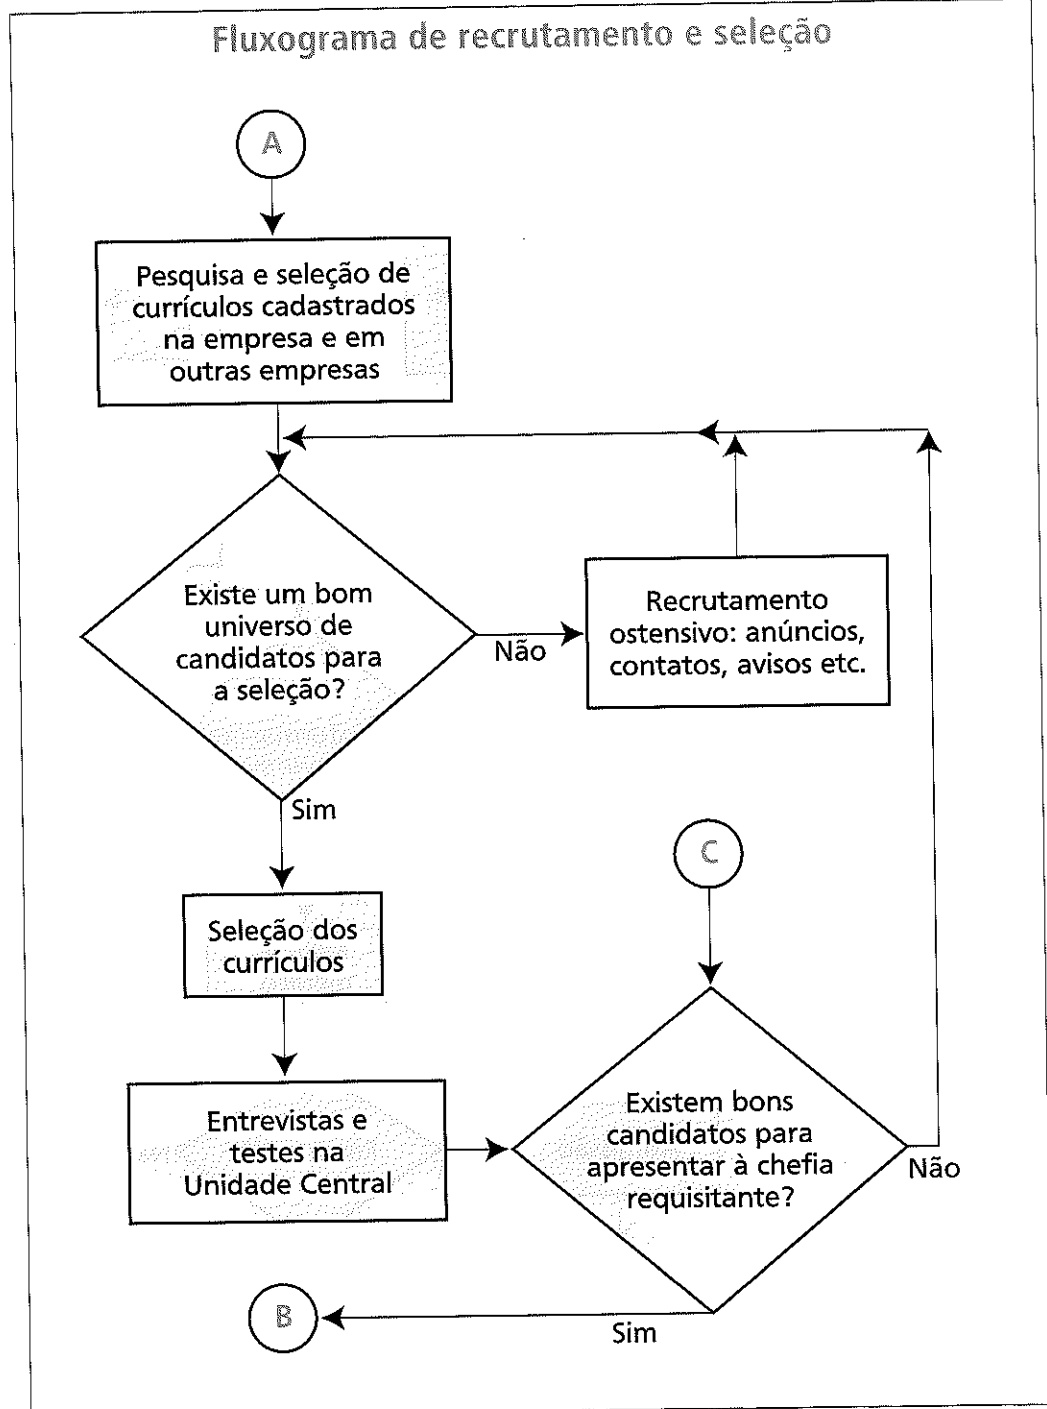 Fluxograma de recrutamento e seleção
A
Pesquisa e seleção de
currículos cadastrados
na empresa e em
outras empresas
Existe um bom
universo de
candidatos para
a seleção?
Não
Recrutamento
ostensivo: anúncios,
contatos, avisos etc.
Sim
Seleção dos
currículos
Entrevistas e
testes na
Unidade Central
C
Existem bons
candidatos para
apresentar à chefia
requisitante?
Não
Sim
B